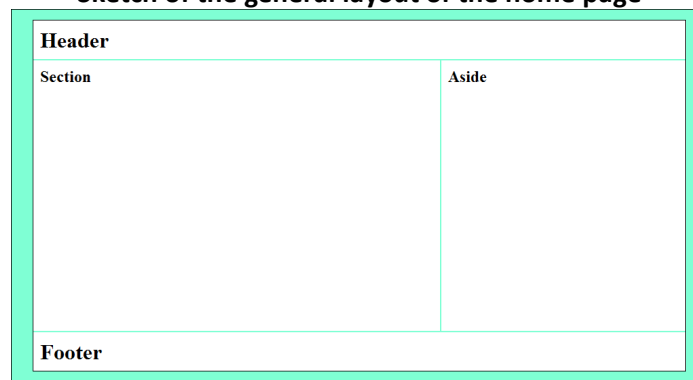 Sketch of the general layout of the home page
Header
Section
Aside
Footer